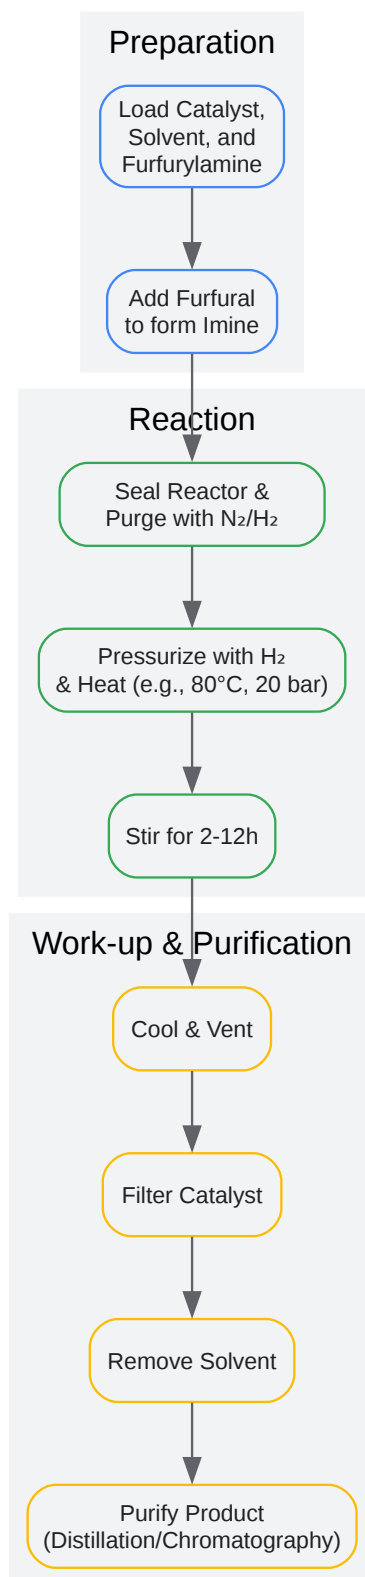 Preparation
Load Catalyst,
Solvent, and
Furfurylamine
Add Furfural
to form Imine
Reaction
Seal Reactor &
Purge with N₂/H₂
Pressurize with H₂
& Heat (e.g., 80°C, 20 bar)
Stir for 2-12h
Work-up & Purification
Cool & Vent
Filter Catalyst
Remove Solvent
Purify Product
(Distillation/Chromatography)